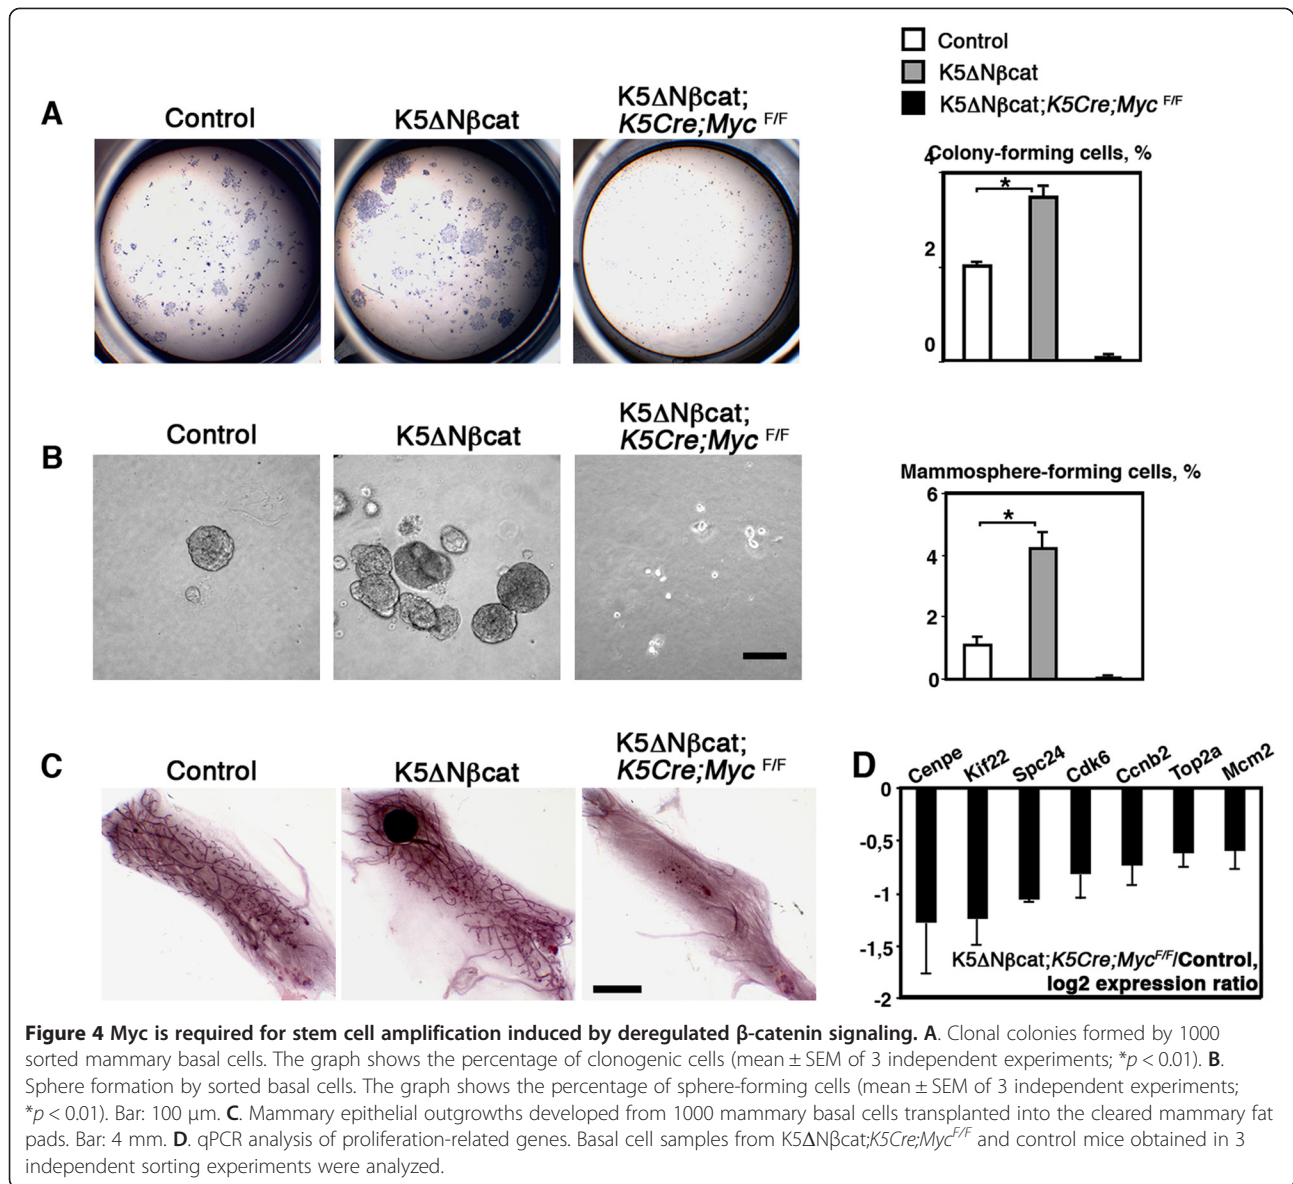 Control
K5ΔNβcat
K5ΔNβcat;K5Cre;Myc F/F
A
Control
K5ΔNβcat
K5ΔNβcat;
K5Cre;Myc F/F
Colony-forming cells, %
4
2
0
*
B
Control
K5ΔNβcat
K5ΔNβcat;
K5Cre;Myc F/F
Mammosphere-forming cells, %
6
4
2
0
*
C
Control
K5ΔNβcat
K5ΔNβcat;
K5Cre;Myc F/F
D
Cenpe Kif22 Spc24 Cdk6 Ccnb2 Top2a Mcm2
0
-0,5
-1
-1,5
-2
K5ΔNβcat;K5Cre;MycF/F/Control,
log2 expression ratio
Figure 4 Myc is required for stem cell amplification induced by deregulated β-catenin signaling. A. Clonal colonies formed by 1000
sorted mammary basal cells. The graph shows the percentage of clonogenic cells (mean ± SEM of 3 independent experiments; *p < 0.01). B.
Sphere formation by sorted basal cells. The graph shows the percentage of sphere-forming cells (mean ± SEM of 3 independent experiments;
*p < 0.01). Bar: 100 μm. C. Mammary epithelial outgrowths developed from 1000 mammary basal cells transplanted into the cleared mammary fat
pads. Bar: 4 mm. D. qPCR analysis of proliferation-related genes. Basal cell samples from K5ΔNβcat;K5Cre;MycF/F and control mice obtained in 3
independent sorting experiments were analyzed.